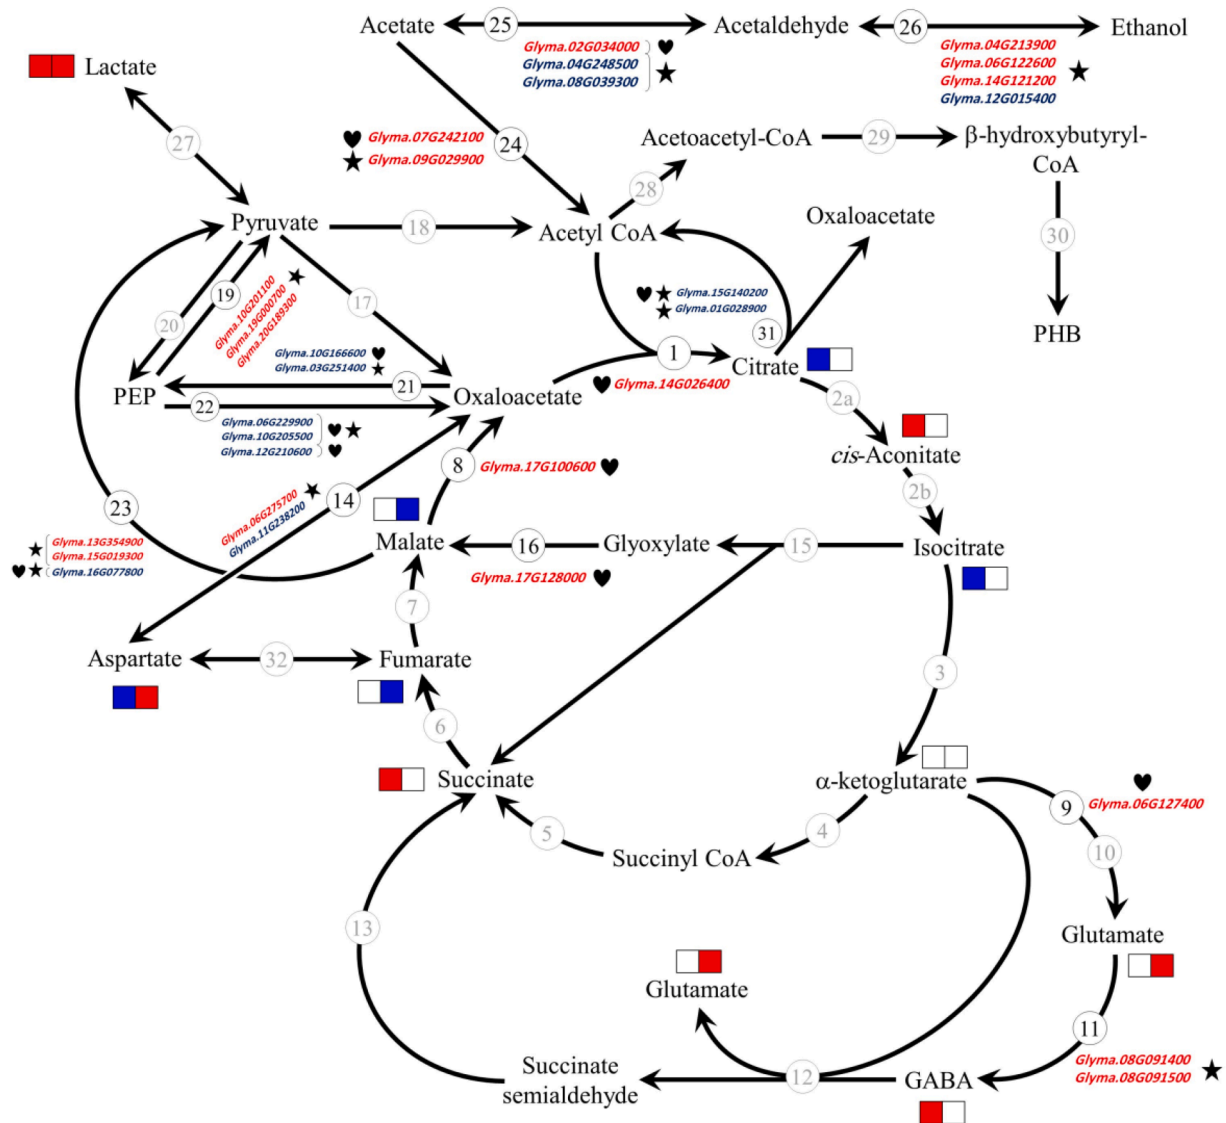 Acetate
25
Acetaldehyde
26
Ethanol
Glyma.02G034000
Glyma.04G248500
Glyma.08G039300
Glyma.04G213900
Glyma.06G122600
Glyma.14G121200
Glyma.12G015400
Lactate
27
Glyma.07G242100
Glyma.09G029900
24
Acetoacetyl-CoA
29
β-hydroxybutyryl-
CoA
28
30
PHB
Pyruvate
18
Acetyl CoA
Oxaloacetate
20
19
Glyma.10G201100
Glyma.19G000700
Glyma.20G189300
17
Glyma.15G140200
Glyma.01G028900
31
Glyma.10G166600
Glyma.03G251400
1
Citrate
PEP
21
22
Oxaloacetate
Glyma.14G026400
2a
Glyma.06G229900
Glyma.10G205500
Glyma.12G210600
cis-Aconitate
2b
8
Glyma.17G100600
23
Glyma.06G275700
Glyma.11G238200
14
Glyma.13G354900
Glyma.15G019300
Glyma.16G077800
Malate
16
Glyoxylate
15
Isocitrate
Glyma.17G128000
7
Aspartate
32
Fumarate
3
6
Succinate
α-ketoglutarate
9
Glyma.06G127400
5
4
10
Succinyl CoA
13
Glutamate
Glutamate
11
Glyma.08G091400
Glyma.08G091500
Succinate
semialdehyde
12
GABA